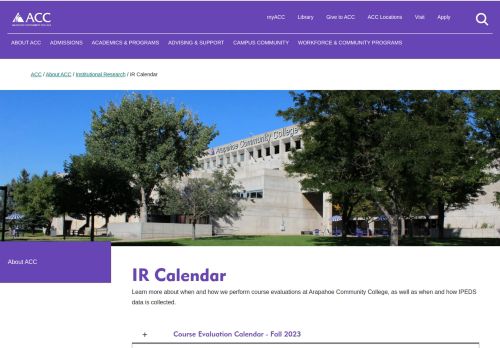 ACC
myACC Library Give to ACC ACC Locations Visit Apply
ABOUT ACC ADMISSIONS ACADEMICS & PROGRAMS ADVISING & SUPPORT CAMPUS COMMUNITY WORKFORCE & COMMUNITY PROGRAMS
ACC / About ACC / Institutional Research / IR Calendar
Arapahoe Community College
About ACC
IR Calendar
Learn more about when and how we perform course evaluations at Arapahoe Community College, as well as when and how IPEDS
data is collected.
+ Course Evaluation Calendar - Fall 2023